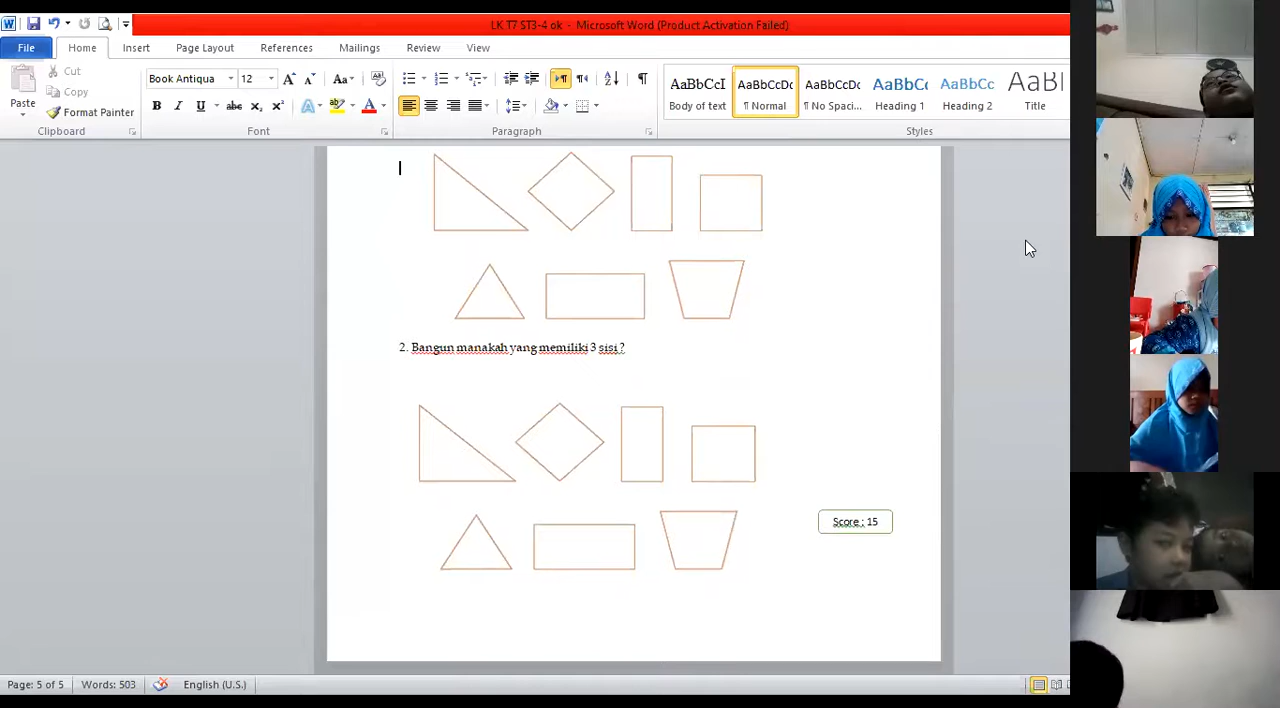 LK T7 ST3-4 ok - Microsoft Word (Product Activation Failed)
File Home Insert Page Layout References Mailings Review View
Cut
Copy
Paste
Format Painter
Book Antiqua 12
AaBbCcI AaBbCcDc AaBbCcDc AaBbCc AaBbCc AaBl
Body of text ¶ Normal ¶ No Spaci... Heading 1 Heading 2 Title
Clipboard Font Paragraph Styles
2. Bangun manakah yang memiliki 3 sisi ?
Score : 15
Page: 5 of 5 Words: 503 English (U.S.)